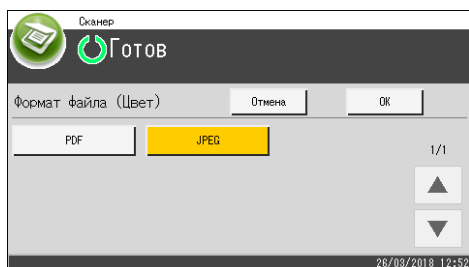 Сканер
Готов
Формат файла (Цвет) Отмена OK
PDF JPEG
1/1
26/03/2018 12:52